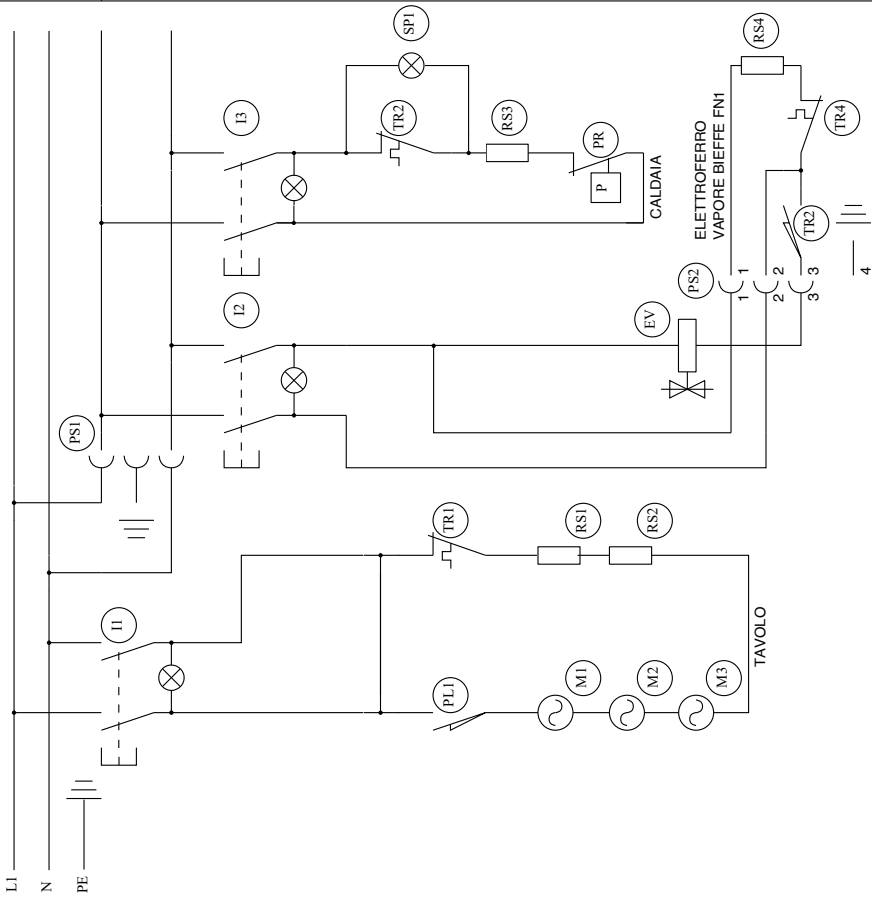 L1
N
PE
I1
PS1
I2
I3
SP1
TR2
RS3
PR
P
CALDAIA
RS4
TR4
ELETTROFERRO
VAPORE BIEFFE FN1
TR2
PS2
1 1
2 2
3 3
4
EV
TR1
RS1
RS2
PL1
M1
M2
M3
TAVOLO